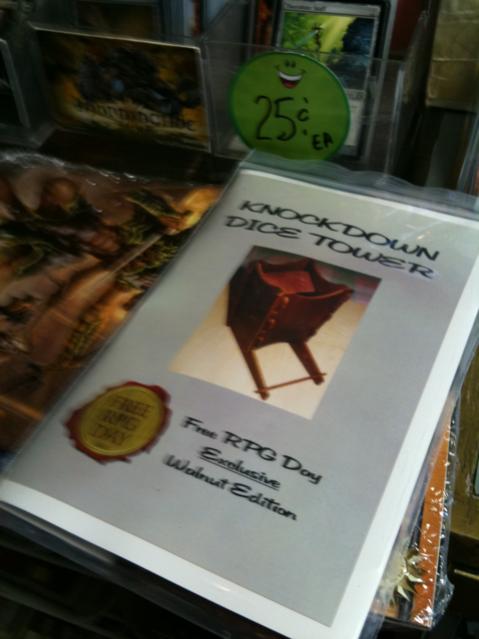 25¢
EA
KNOCKDOWN
DICE TOWER
FREE
RPG
DAY
Free RPG Day
Exclusive
Walnut Edition